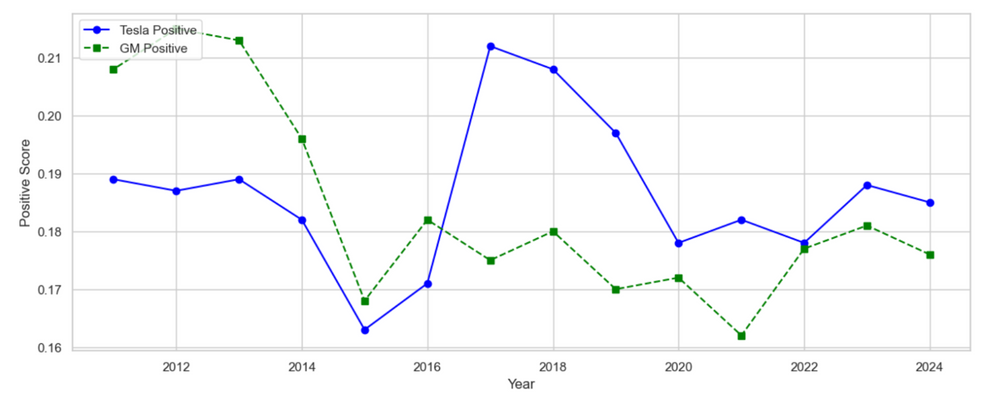 Tesla Positive
GM Positive
0.21
0.20
0.19
0.18
0.17
0.16
Positive Score
2012 2014 2016 2018 2020 2022 2024
Year